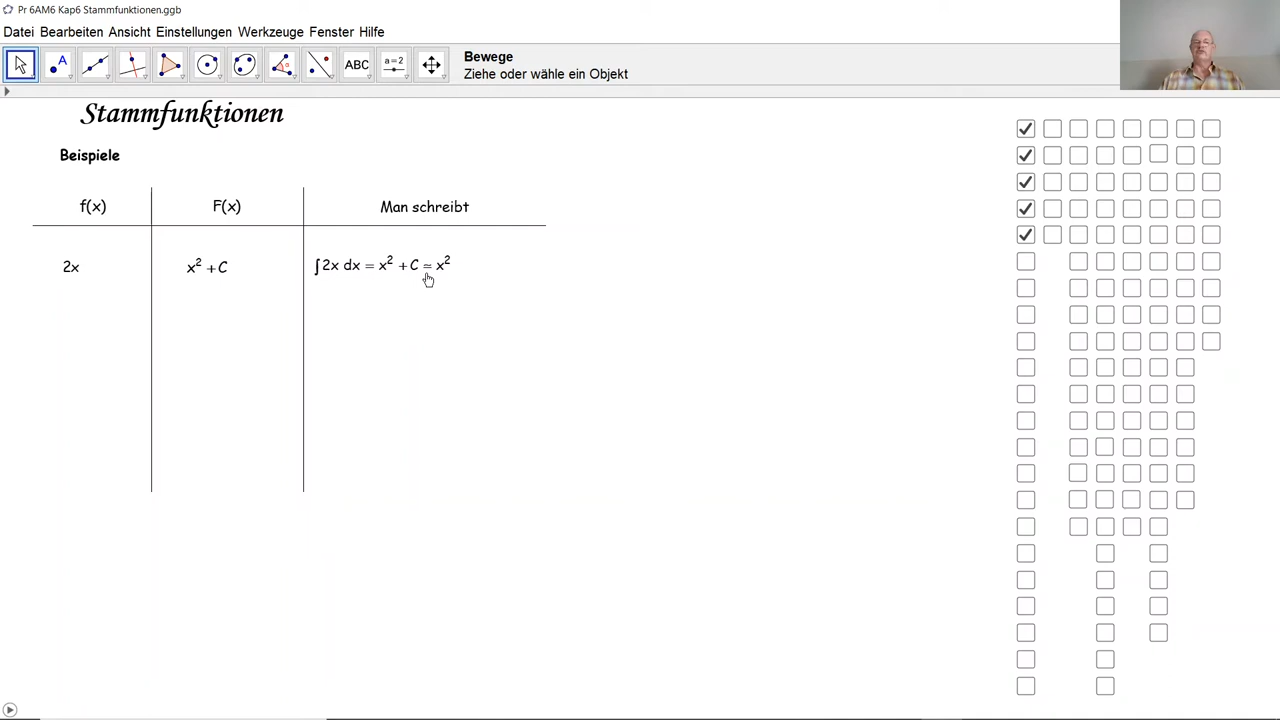 Pr 6AM6 Kap6 Stammfunktionen.ggb
Datei Bearbeiten Ansicht Einstellungen Werkzeuge Fenster Hilfe
A
ABC
a=2
Bewege
Ziehe oder wähle ein Objekt
Stammfunktionen
Beispiele
f(x) F(x) Man schreibt
2x x² + C ∫2x dx = x² + C ≃ x²